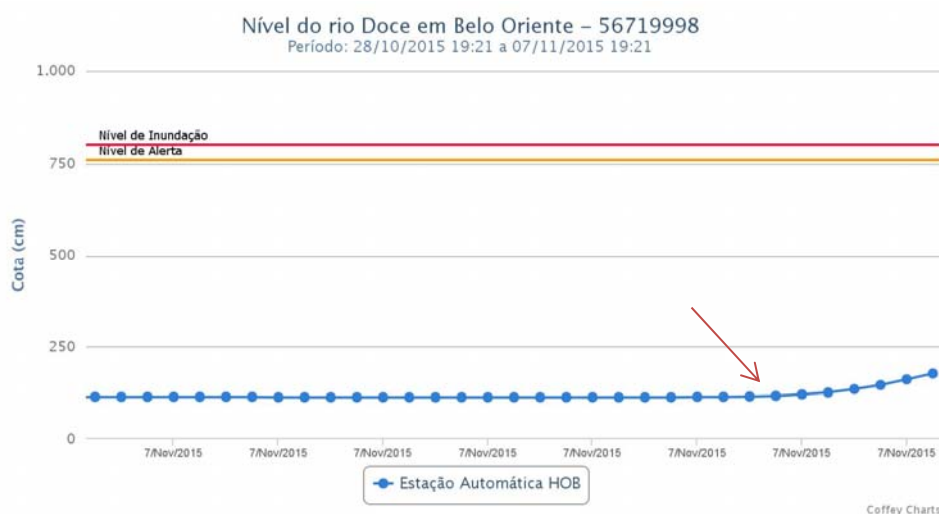 Nível do rio Doce em Belo Oriente – 56719998
Período: 28/10/2015 19:21 a 07/11/2015 19:21
1.000
Nível de Inundação
Nível de Alerta
750
Cota (cm)
500
250
0
7/Nov/2015 7/Nov/2015 7/Nov/2015 7/Nov/2015 7/Nov/2015 7/Nov/2015 7/Nov/2015 7/Nov/2015
Estação Automática HOB
Coffey Charts